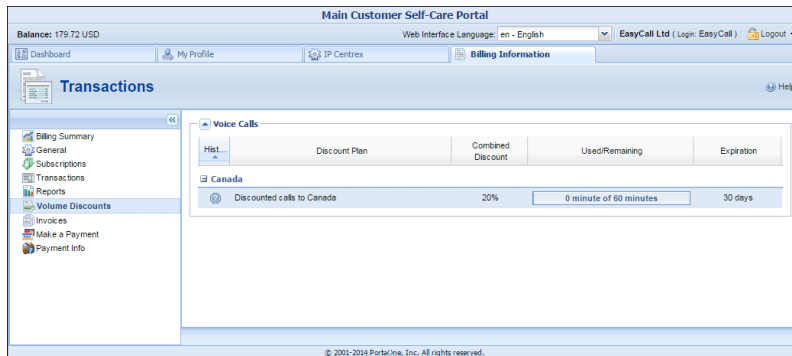 Main Customer Self-Care Portal
Balance: 179.72 USD Web Interface Language: en - English EasyCall Ltd ( Login: EasyCall ) Logout
Dashboard My Profile IP Centrex Billing Information
Transactions Help
Billing Summary
General
Subscriptions
Transactions
Reports
Volume Discounts
Invoices
Make a Payment
Payment Info
Voice Calls
Hist... Discount Plan Combined Discount Used/Remaining Expiration
Canada
Discounted calls to Canada 20% 0 minute of 60 minutes 30 days
© 2001-2014 PortaOne, Inc. All rights reserved.